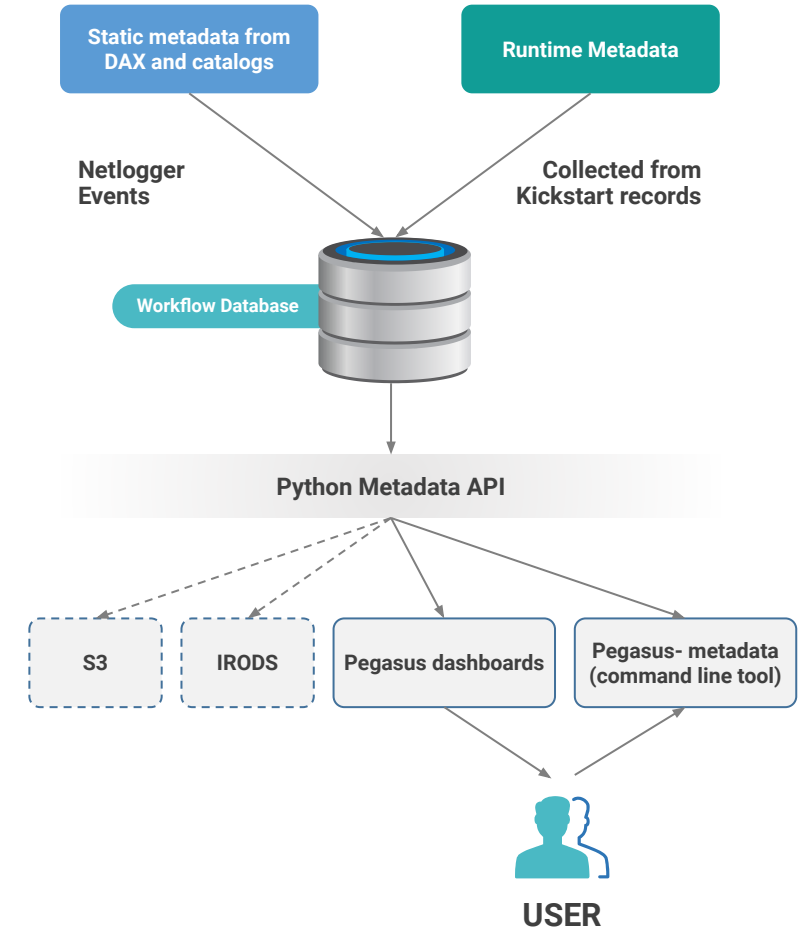 Static metadata from
DAX and catalogs
Runtime Metadata
Netlogger
Events
Collected from
Kickstart records
Workflow Database
Python Metadata API
S3
IRODS
Pegasus dashboards
Pegasus- metadata
(command line tool)
USER